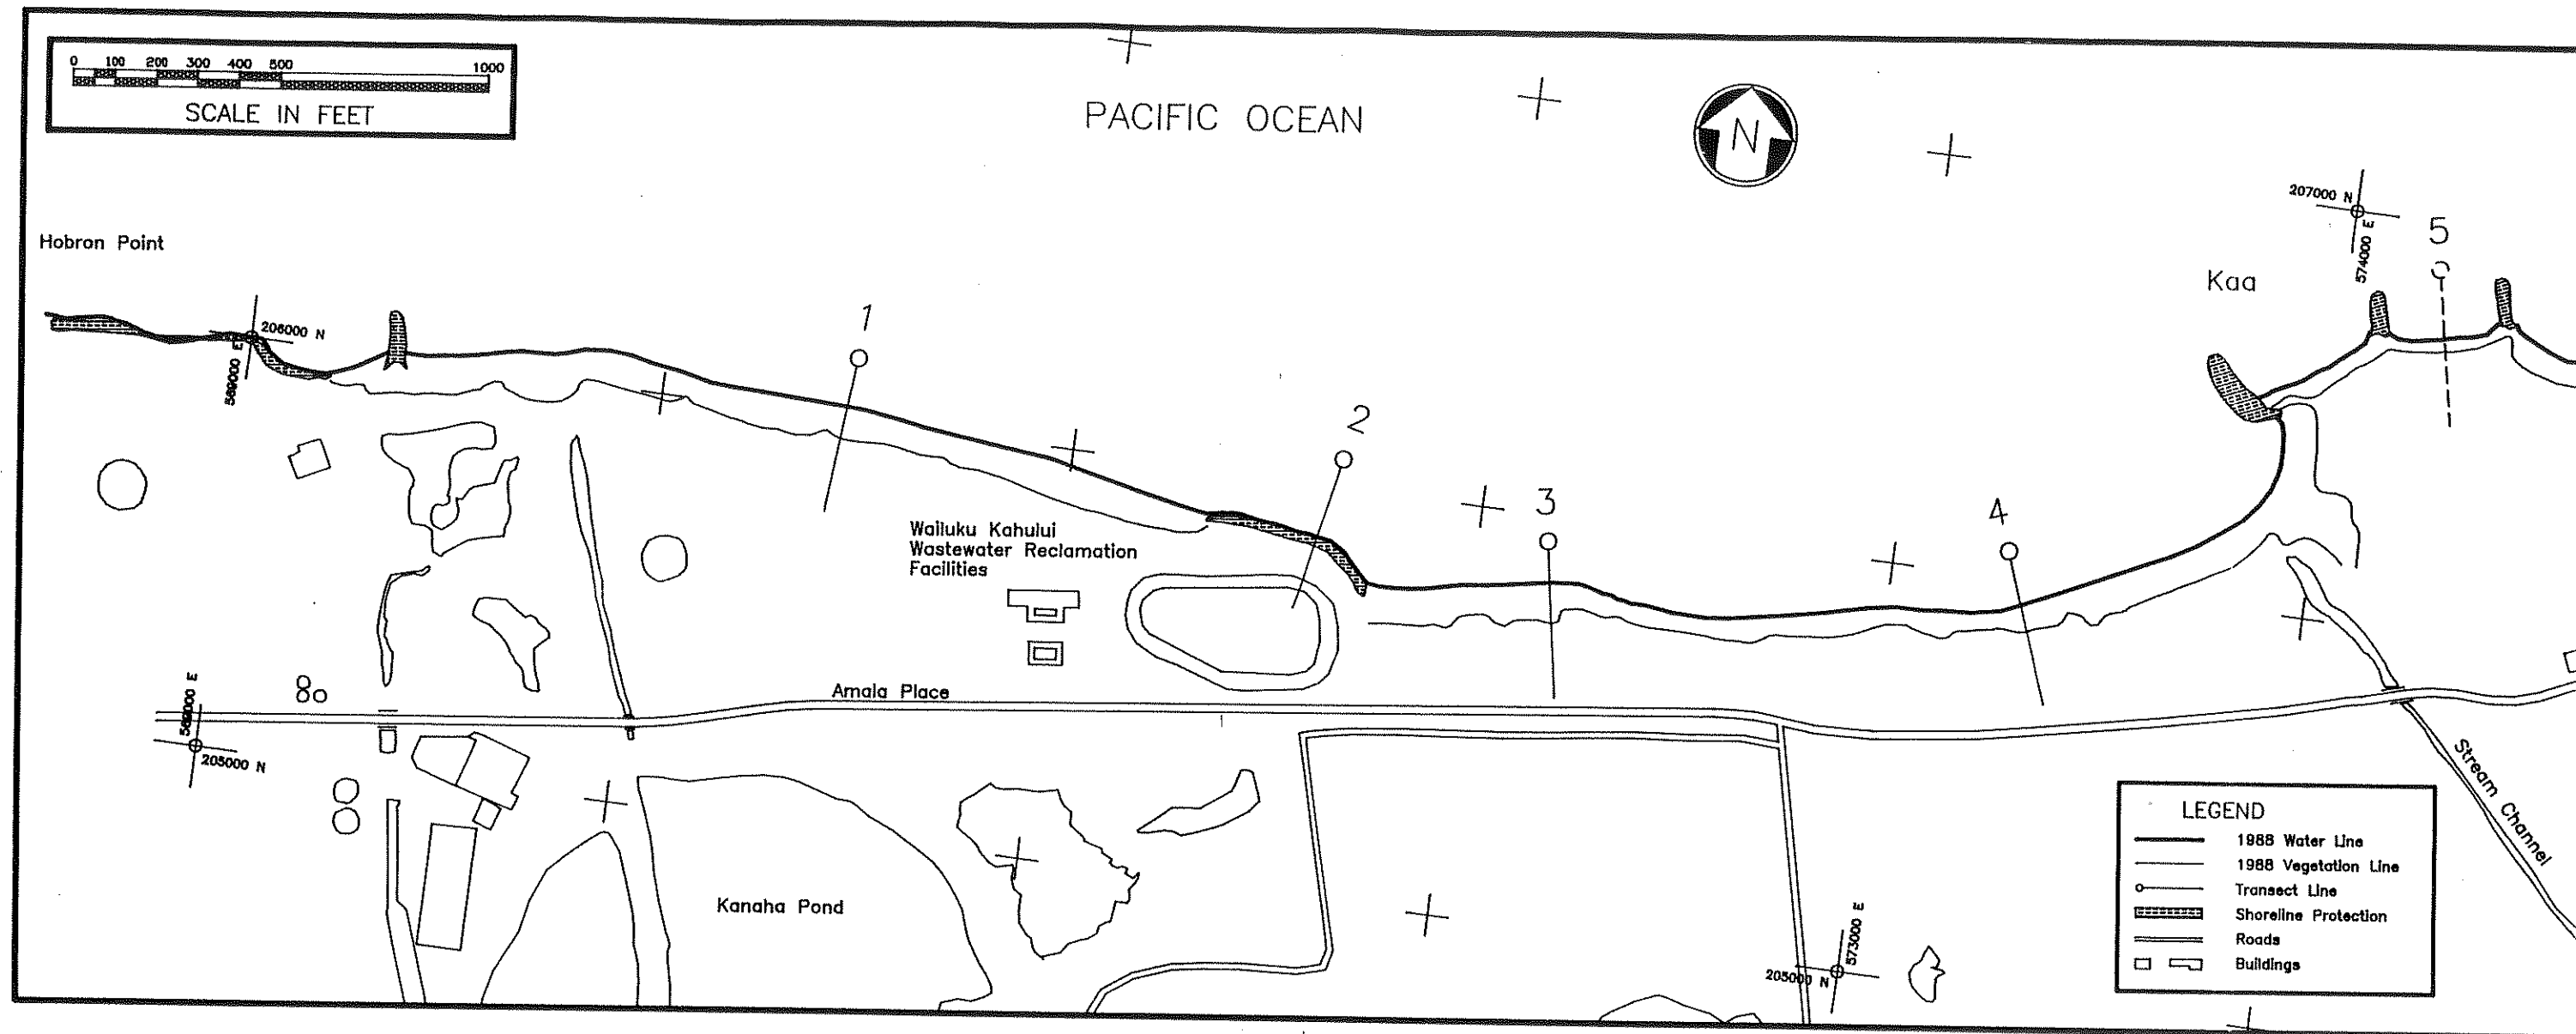 0 100 200 300 400 500 1000
SCALE IN FEET
PACIFIC OCEAN
N
207000 N
574000 E
5
Hobron Point
Kaa
206000 N
569000 E
1
2
3
4
Wailuku Kahului
Wastewater Reclamation
Facilities
Amala Place
569000 E
205000 N
Kanaha Pond
573000 E
205000 N
Stream Channel
LEGEND
1988 Water Line
1988 Vegetation Line
Transect Line
Shoreline Protection
Roads
Buildings